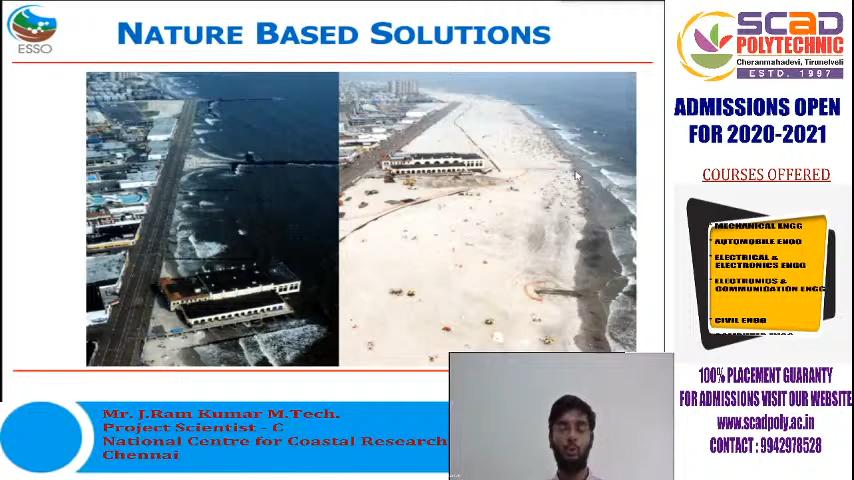 ESSO
NATURE BASED SOLUTIONS
SCAD
POLYTECHNIC
Cheranmahadevi, Tirunelveli
ESTD. 1997
ADMISSIONS OPEN
FOR 2020-2021
COURSES OFFERED
MECHANICAL ENGG
AUTOMOBILE ENGG
ELECTRICAL &
ELECTRONICS ENGG
ELECTRONICS &
COMMUNICATION ENGG
CIVIL ENGG
100% PLACEMENT GUARANTY
FOR ADMISSIONS VISIT OUR WEBSITE
www.scadpoly.ac.in
CONTACT : 9942978528
Mr. J.Ram Kumar M.Tech.
Project Scientist - C
National Centre for Coastal Research
Chennai